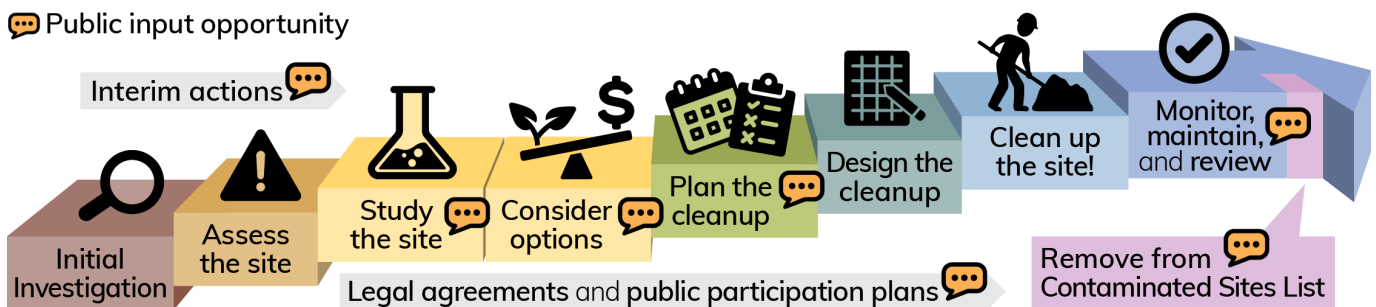 Public input opportunity
Interim actions
Initial
Investigation
Assess
the site
Study
the site
Consider
options
Plan the
cleanup
Design the
cleanup
Clean up
the site!
Monitor,
maintain,
and review
Legal agreements and public participation plans
Remove from
Contaminated Sites List